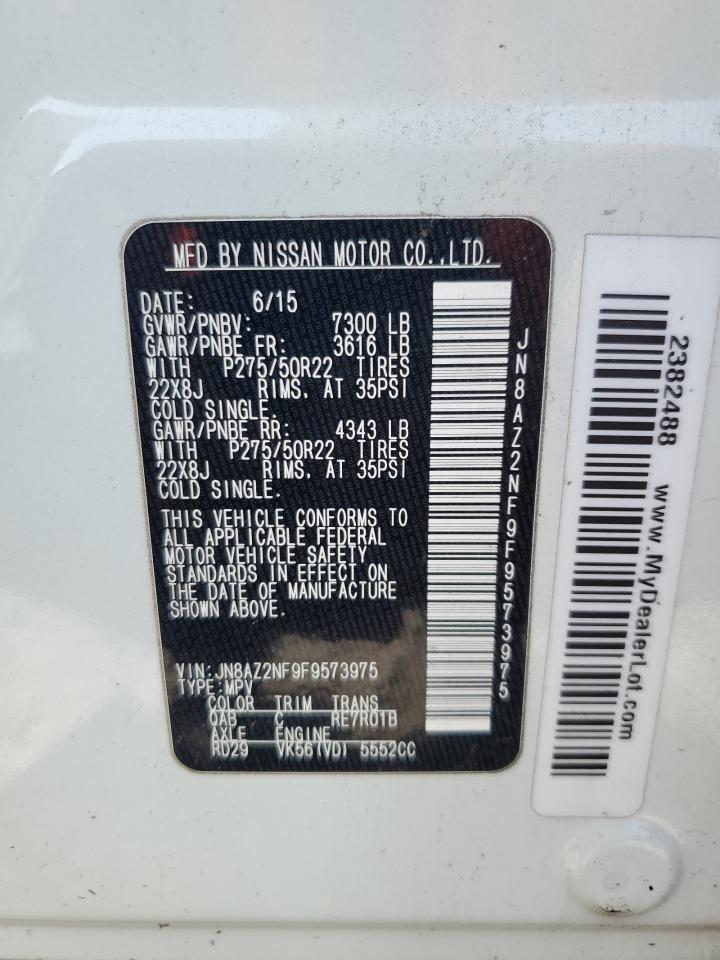 MFD BY NISSAN MOTOR CO.,LTD.
DATE: 6/15
GVWR/PNBV: 7300 LB
GAWR/PNBE FR: 3616 LB
WITH P275/50R22 TIRES
22X8J RIMS. AT 35PSI
COLD SINGLE.
GAWR/PNBE RR: 4343 LB
WITH P275/50R22 TIRES
22X8J RIMS. AT 35PSI
COLD SINGLE.
THIS VEHICLE CONFORMS TO
ALL APPLICABLE FEDERAL
MOTOR VEHICLE SAFETY
STANDARDS IN EFFECT ON
THE DATE OF MANUFACTURE
SHOWN ABOVE.
VIN:JN8AZ2NF9F9573975
TYPE:MPV
COLOR TRIM TRANS
QAB C RE7R01B
AXLE ENGINE
RD29 VK56(VD) 5552CC
JN8AZ2NF9F9573975
2382488 www.MyDealerLot.com